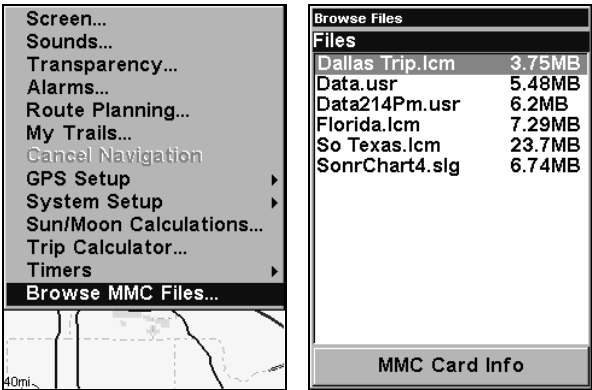 Screen...
Sounds...
Transparency...
Alarms...
Route Planning...
My Trails...
Cancel Navigation
GPS Setup
System Setup
Sun/Moon Calculations...
Trip Calculator...
Timers
Browse MMC Files...
40mi
Browse Files
Files
Dallas Trip.lcm 3.75MB
Data.usr 5.48MB
Data214Pm.usr 6.2MB
Florida.lcm 7.29MB
So Texas.lcm 23.7MB
SonrChart4.slg 6.74MB
MMC Card Info